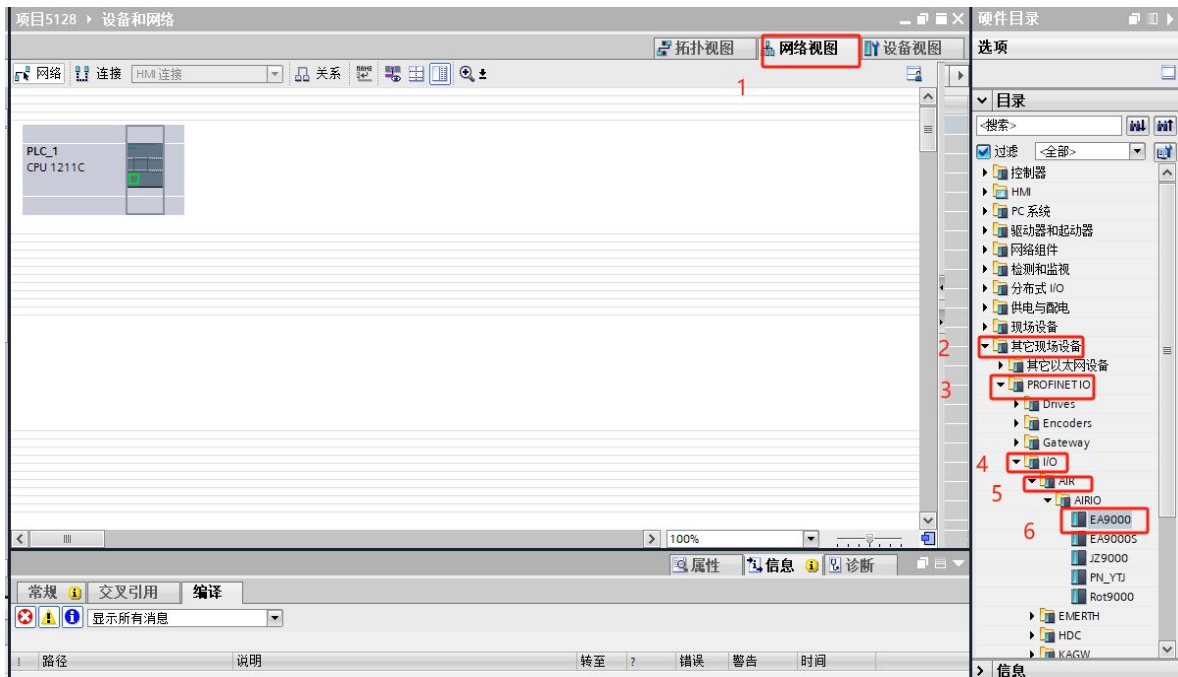 项目5128 ▸ 设备和网络
硬件目录
拓扑视图 网络视图 设备视图
选项
网络 连接 HMI 连接 关系
1
目录
<搜索>
过滤 <全部>
PLC_1
CPU 1211C
控制器
HMI
PC 系统
驱动器和起动器
网络组件
检测和监视
分布式 I/O
供电与配电
现场设备
2 其它现场设备
其它以太网设备
3 PROFINET IO
Drives
Encoders
Gateway
4 I/O
5 AIR
AIRIO
6 EA9000
EA9000S
JZ9000
PN_YTJ
Rot9000
EMERTH
HDC
KAGW
信息
100%
属性 信息 诊断
常规 交叉引用 编译
显示所有消息
! 路径 说明 转至 ? 错误 警告 时间